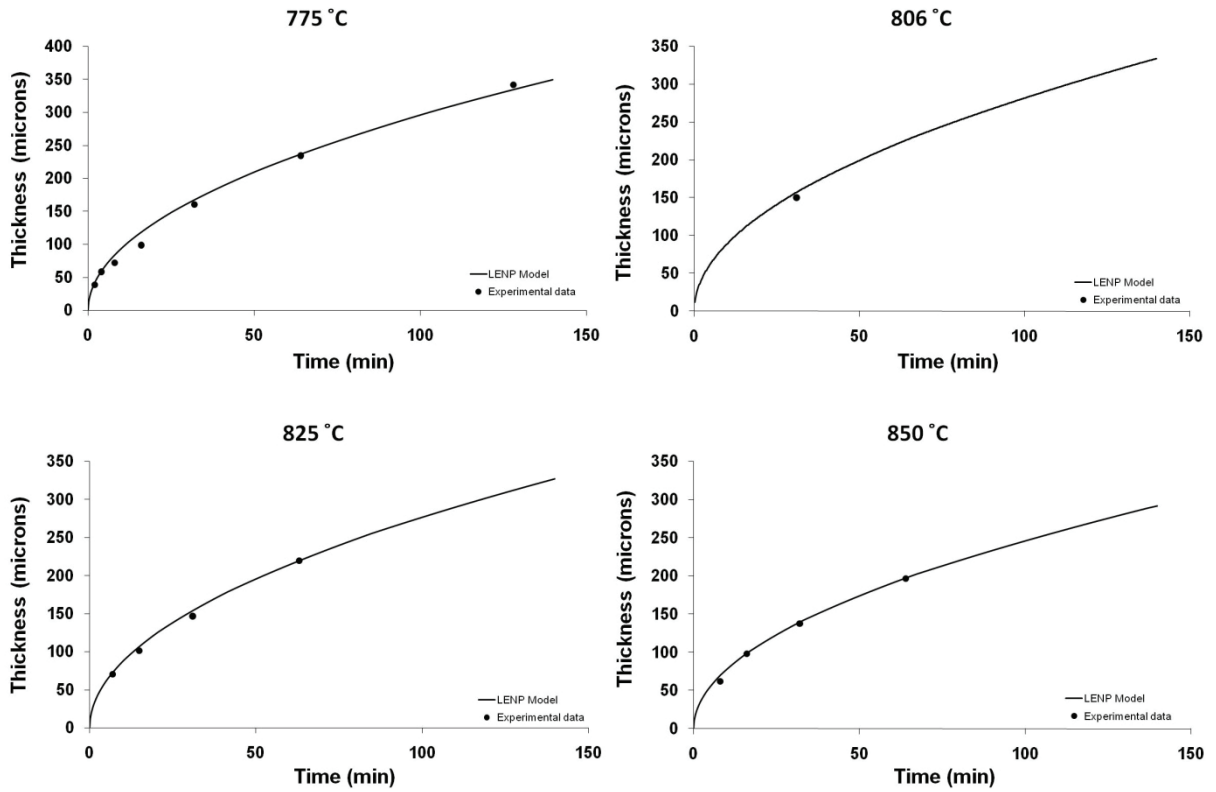 775 ˚C
400
350
300
250
200
150
100
50
0
0
50
100
150
Thickness (microns)
Time (min)
LENP Model
Experimental data
806 ˚C
350
300
250
200
150
100
50
0
0
50
100
150
Thickness (microns)
Time (min)
LENP Model
Experimental data
825 ˚C
350
300
250
200
150
100
50
0
0
50
100
150
Thickness (microns)
Time (min)
LENP Model
Experimental data
850 ˚C
350
300
250
200
150
100
50
0
0
50
100
150
Thickness (microns)
Time (min)
LENP Model
Experimental data